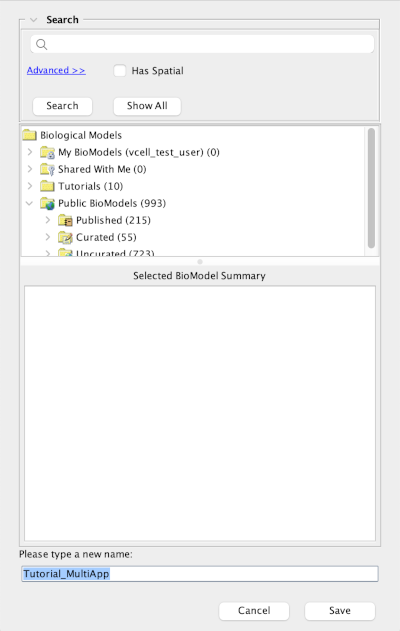 Search
Advanced >>
Has Spatial
Search
Show All
Biological Models
My BioModels (vcell_test_user) (0)
Shared With Me (0)
Tutorials (10)
Public BioModels (993)
Published (215)
Curated (55)
Uncurated (723)
Selected BioModel Summary
Please type a new name:
Tutorial_MultiApp
Cancel
Save